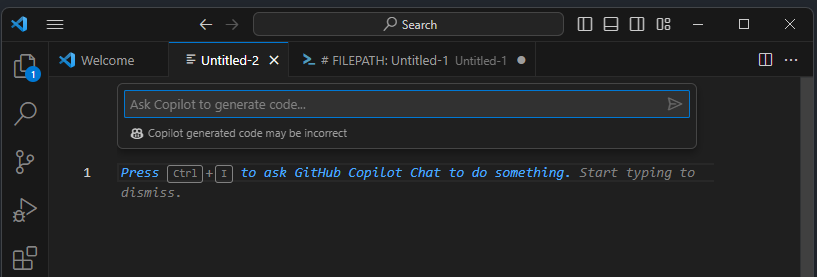 Search
Welcome
Untitled-2
# FILEPATH: Untitled-1 Untitled-1
1
Ask Copilot to generate code...
Copilot generated code may be incorrect
1 Press Ctrl+I to ask GitHub Copilot Chat to do something. Start typing to
dismiss.